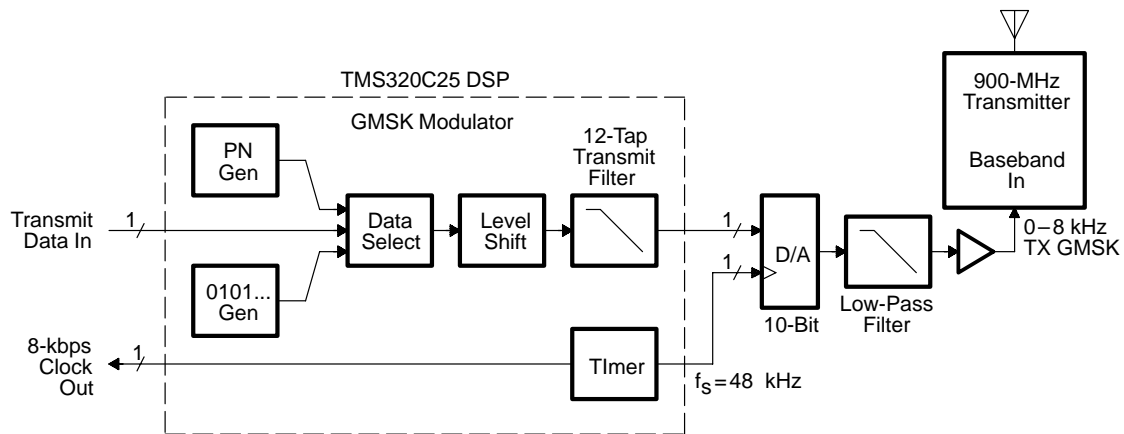 TMS320C25 DSP
GMSK Modulator
PN
Gen
12-Tap
Transmit
Filter
900-MHz
Transmitter
Baseband
In
Transmit
Data In
1
Data
Select
Level
Shift
1
1
D/A
10-Bit
Low-Pass
Filter
0–8 kHz
TX GMSK
0101...
Gen
8-kbps
Clock
Out
1
TImer
fS=48 kHz